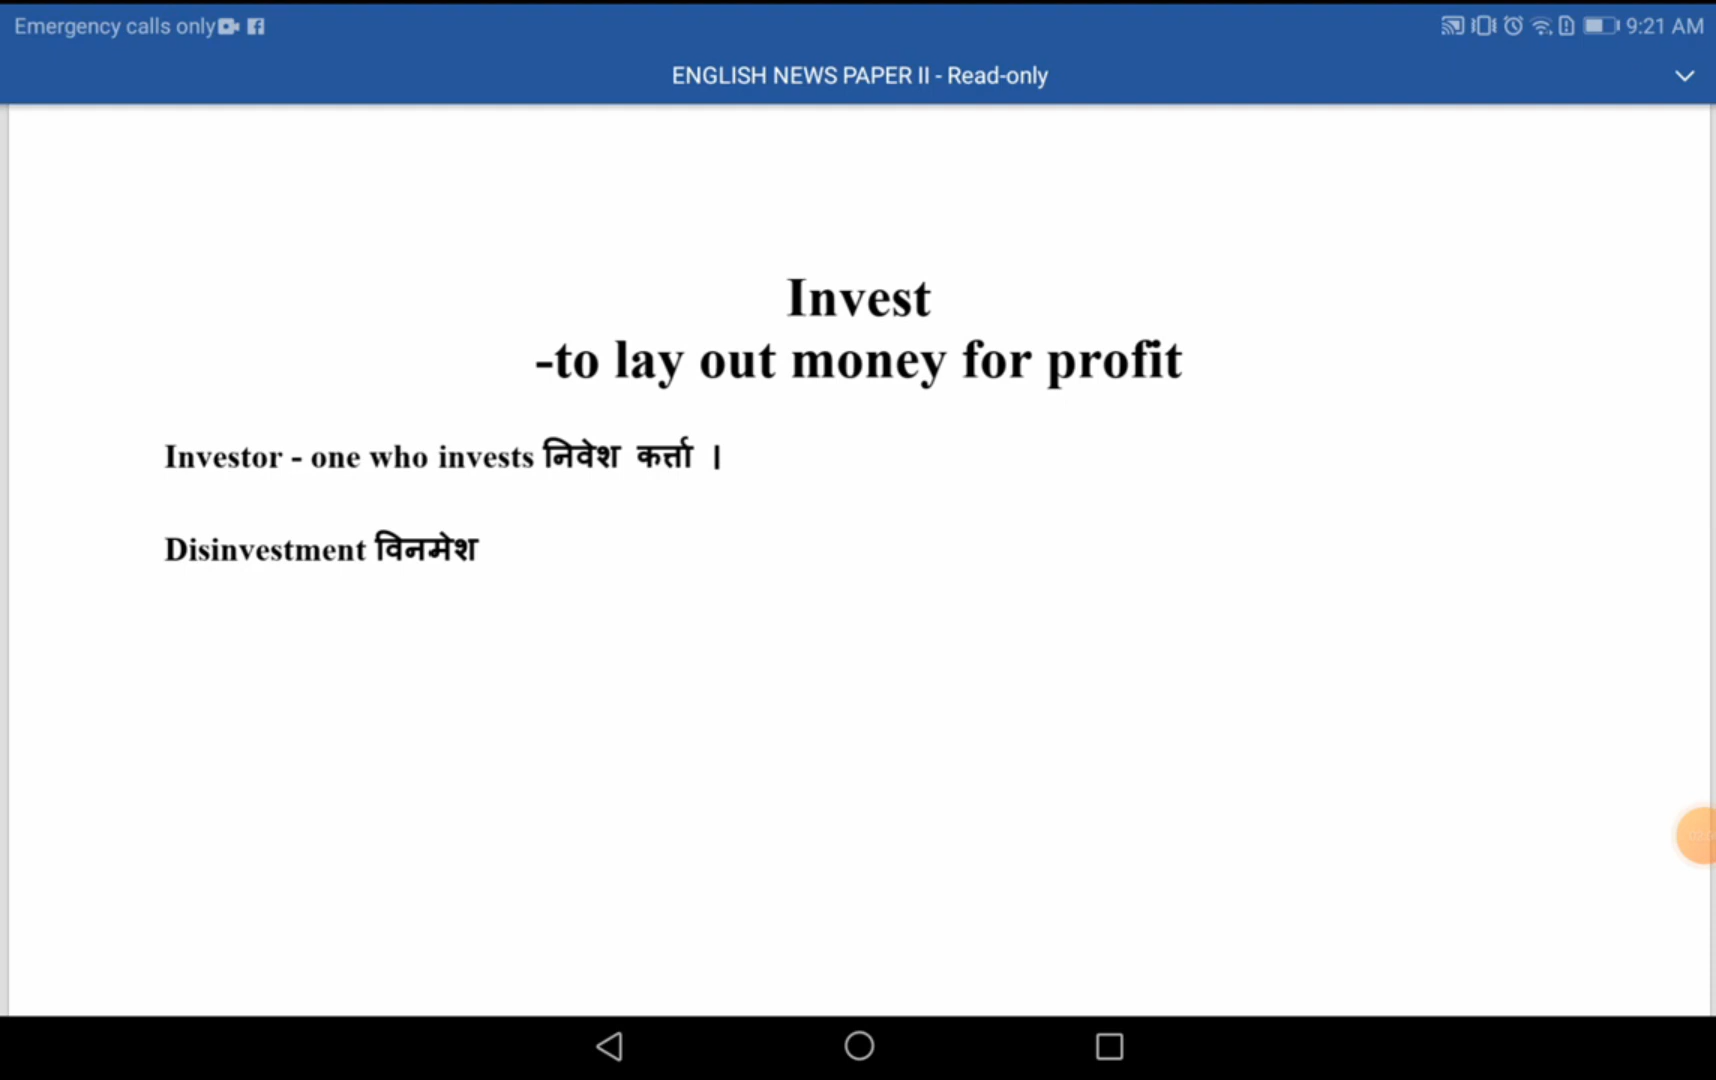 Emergency calls only
9:21 AM
ENGLISH NEWS PAPER II - Read-only
Invest
-to lay out money for profit
Investor - one who invests निवेश कर्त्ता ।
Disinvestment विनमेश